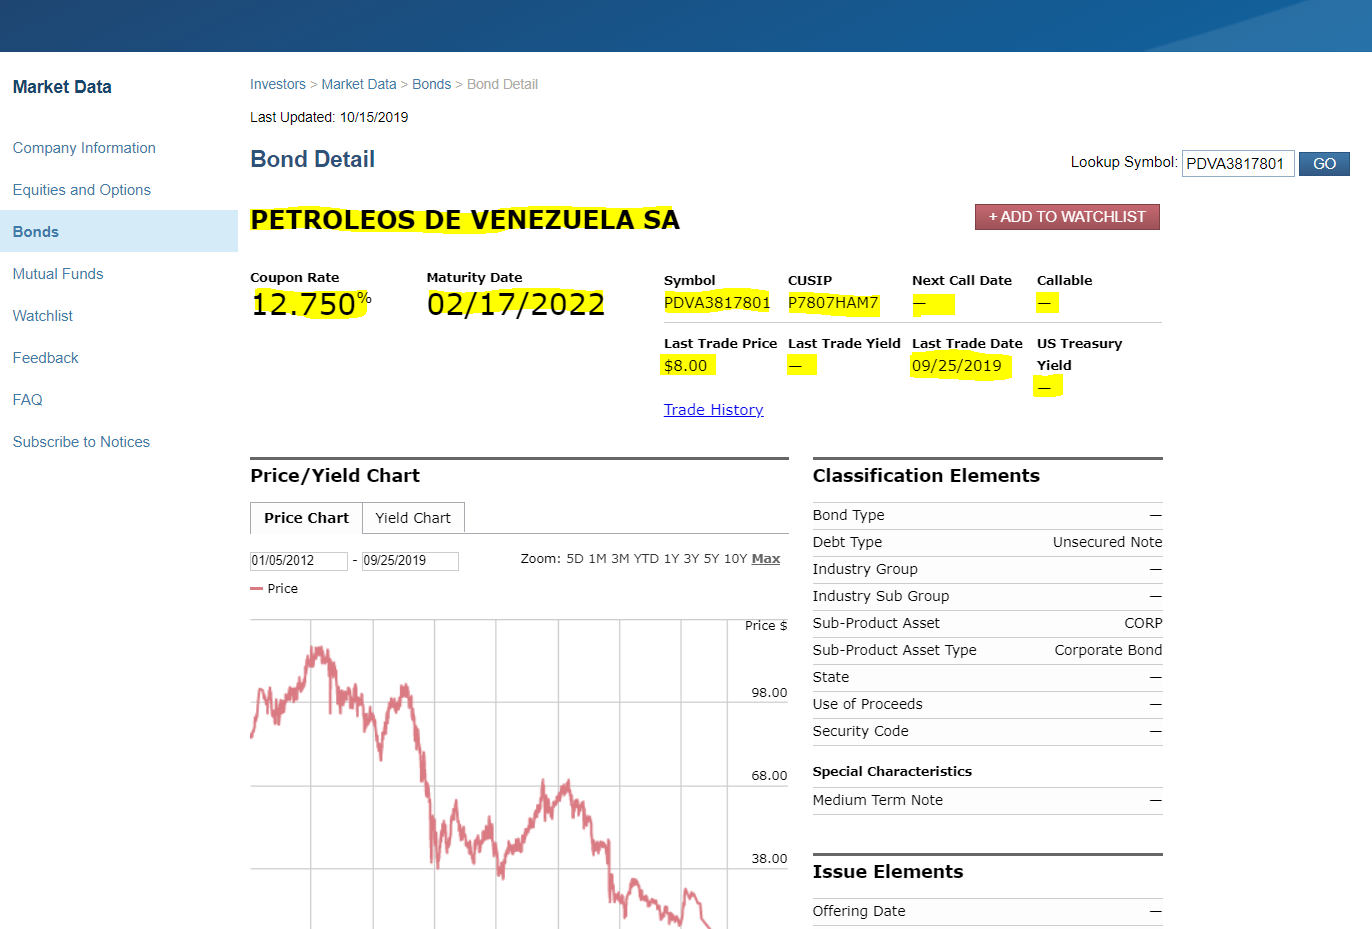 Market Data
Company Information
Equities and Options
Bonds
Mutual Funds
Watchlist
Feedback
FAQ
Subscribe to Notices
Investors > Market Data > Bonds > Bond Detail
Last Updated: 10/15/2019
Bond Detail
Lookup Symbol: PDVA3817801 GO
PETROLEOS DE VENEZUELA SA
+ ADD TO WATCHLIST
Coupon Rate
12.750%
Maturity Date
02/17/2022
Symbol CUSIP Next Call Date Callable
PDVA3817801 P7807HAM7 — —
Last Trade Price Last Trade Yield Last Trade Date US Treasury Yield
$8.00 — 09/25/2019 —
Trade History
Price/Yield Chart
Price Chart Yield Chart
01/05/2012 - 09/25/2019 Zoom: 5D 1M 3M YTD 1Y 3Y 5Y 10Y Max
Price
Price $
98.00
68.00
38.00
Classification Elements
Bond Type —
Debt Type Unsecured Note
Industry Group —
Industry Sub Group —
Sub-Product Asset CORP
Sub-Product Asset Type Corporate Bond
State —
Use of Proceeds —
Security Code —
Special Characteristics
Medium Term Note —
Issue Elements
Offering Date —